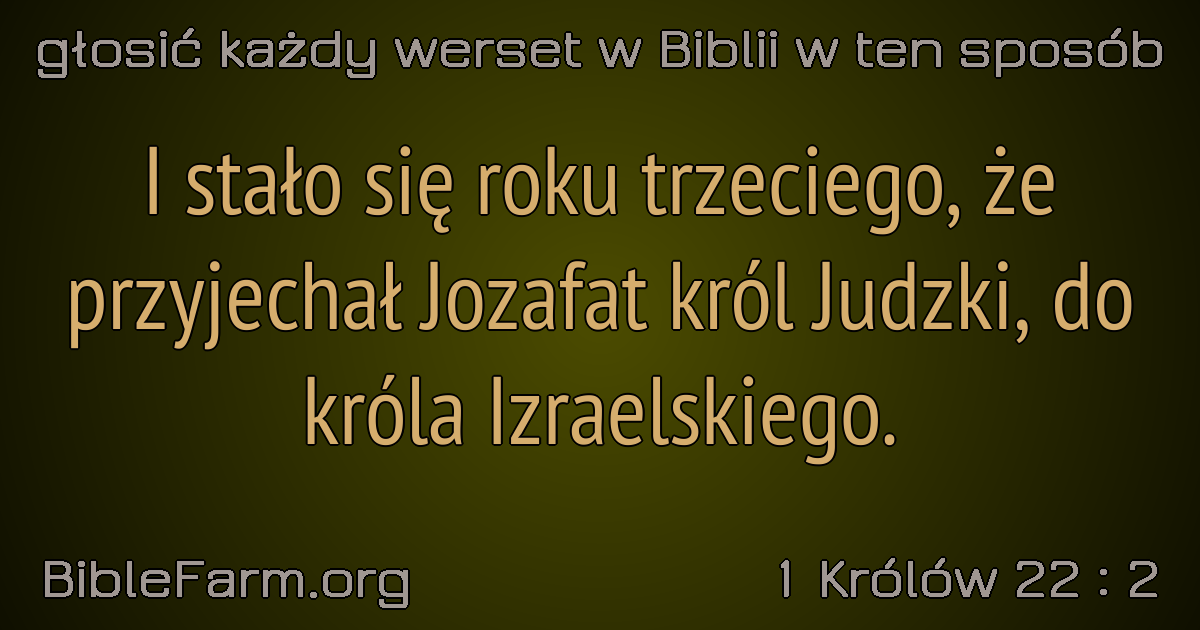 głosić każdy werset w Biblii w ten sposób
I stało się roku trzeciego, że
przyjechał Jozafat król Judzki, do
króla Izraelskiego.
BibleFarm.org
1 Królów 22 : 2